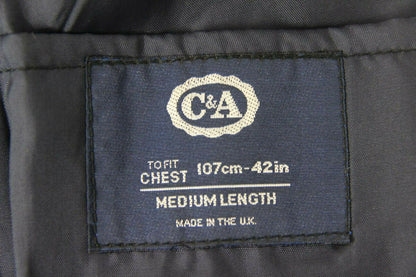 C&A
TO FIT
CHEST 107cm-42in
MEDIUM LENGTH
MADE IN THE U.K.